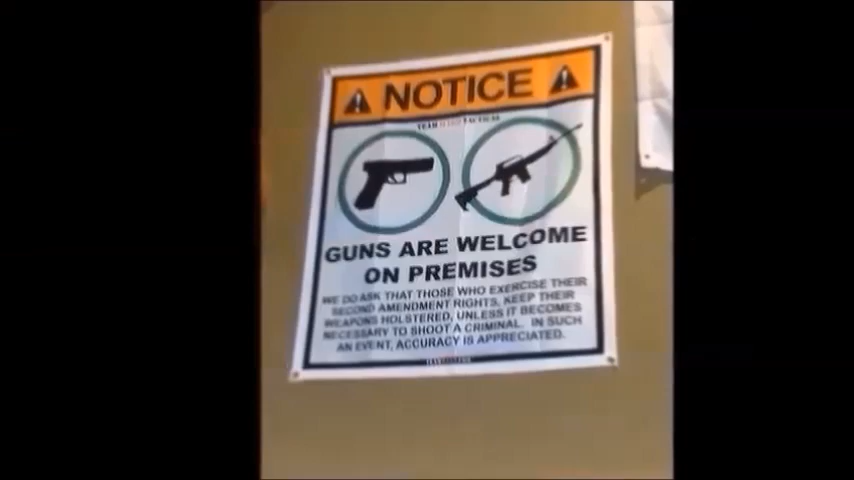 NOTICE
GUNS ARE WELCOME
ON PREMISES
WE DO ASK THAT THOSE WHO EXERCISE THEIR
SECOND AMENDMENT RIGHTS, KEEP THEIR
WEAPONS HOLSTERED, UNLESS IT BECOMES
NECESSARY TO SHOOT A CRIMINAL. IN SUCH
AN EVENT, ACCURACY IS APPRECIATED.